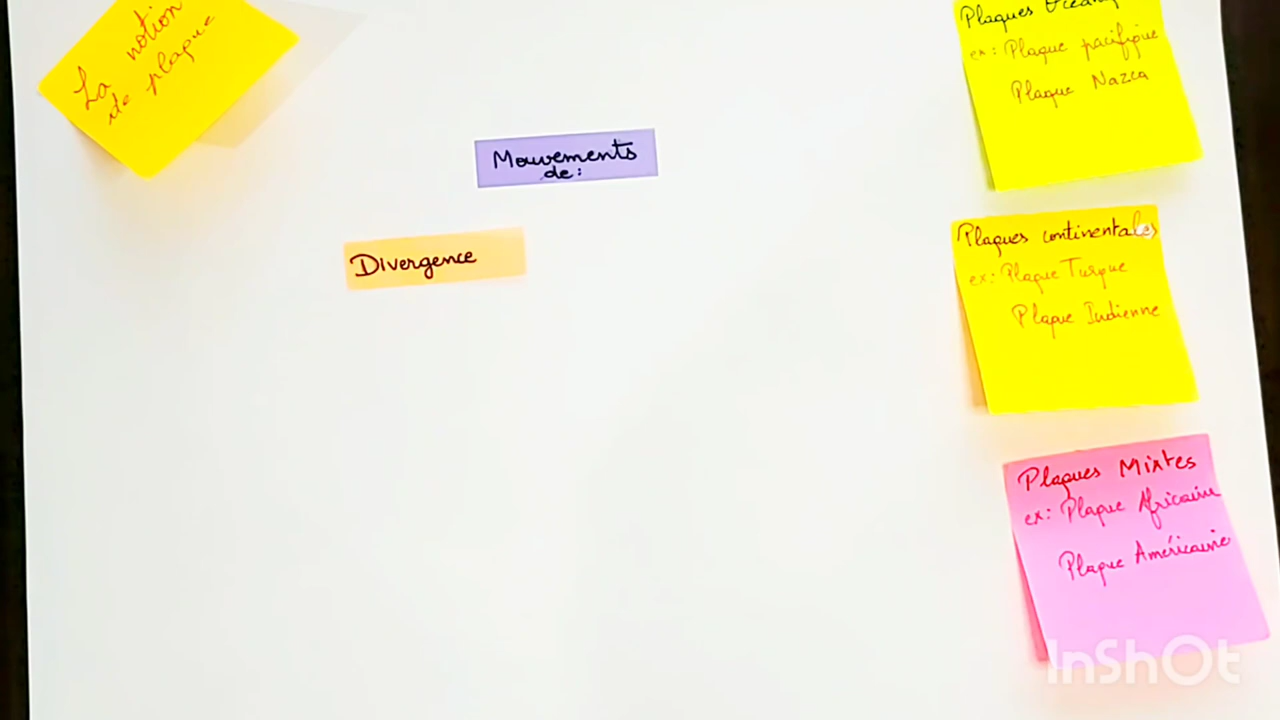 La notion
de plaque
Mouvements
de:
Divergence
Plaques Océanq
ex: Plaque pacifique
Plaque Nazca
Plaques continentales
ex: Plaque Turque
Plaque Indienne
Plaques Mixtes
ex: Plaque Africaine
Plaque Américaine
InShOt